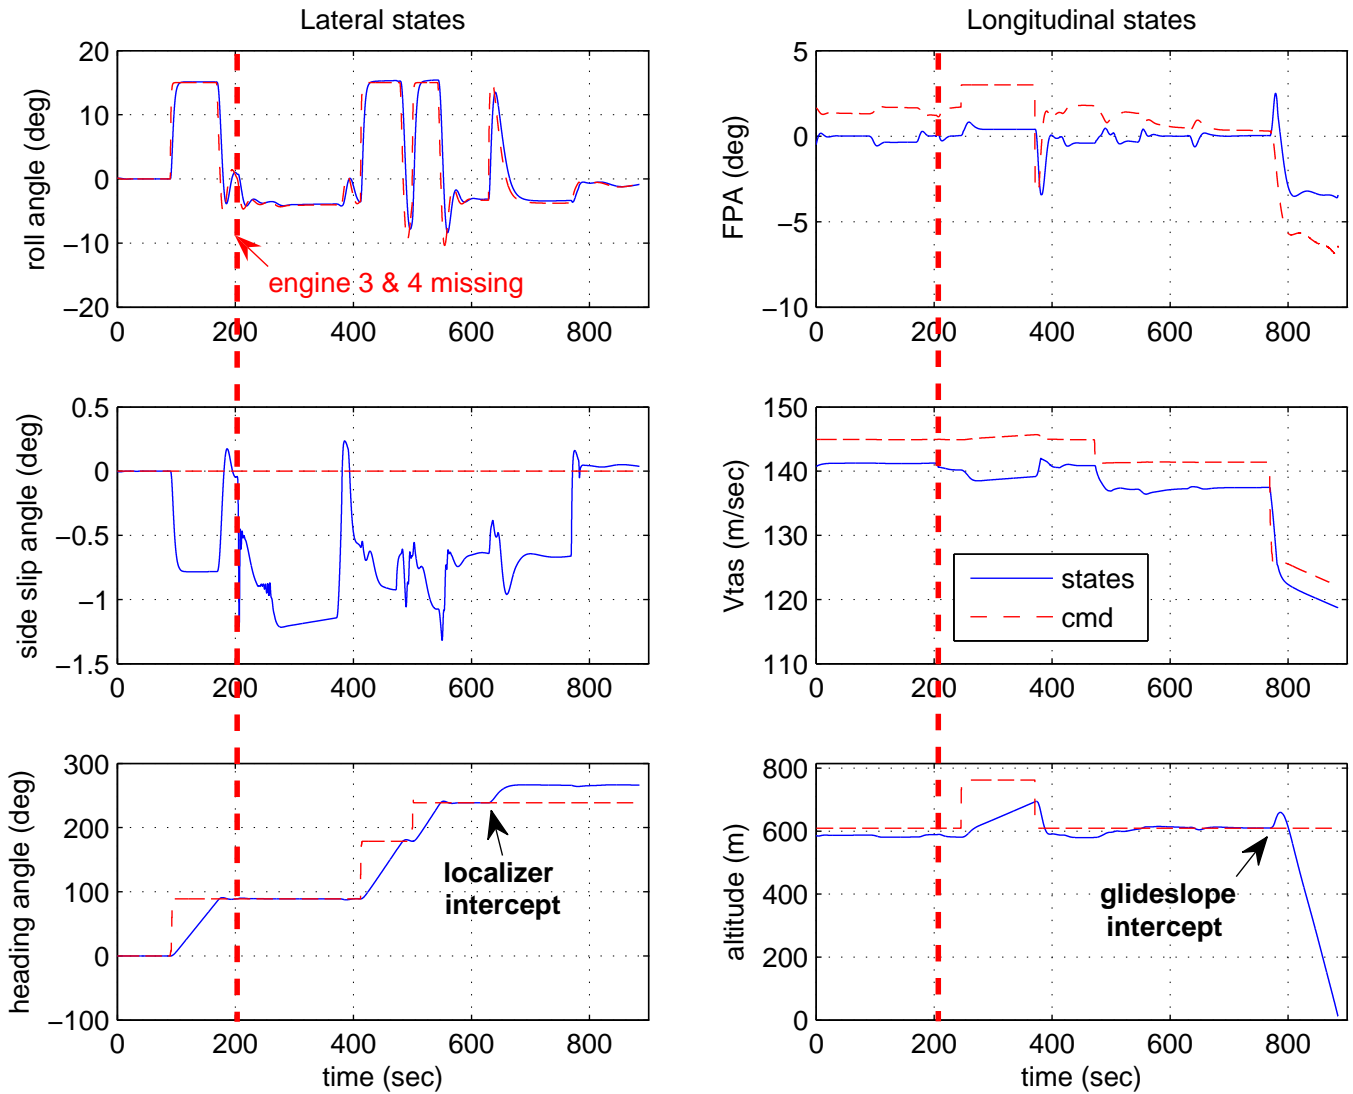 Lateral states
Longitudinal states
20
10
0
−10
−20
roll angle (deg)
engine 3 & 4 missing
0 200 400 600 800
5
0
−5
−10
FPA (deg)
0 200 400 600 800
0.5
0
−0.5
−1
−1.5
side slip angle (deg)
0 200 400 600 800
150
140
130
120
110
Vtas (m/sec)
states
cmd
0 200 400 600 800
300
200
100
0
−100
heading angle (deg)
localizer
intercept
0 200 400 600 800
time (sec)
800
600
400
200
0
altitude (m)
glideslope
intercept
0 200 400 600 800
time (sec)